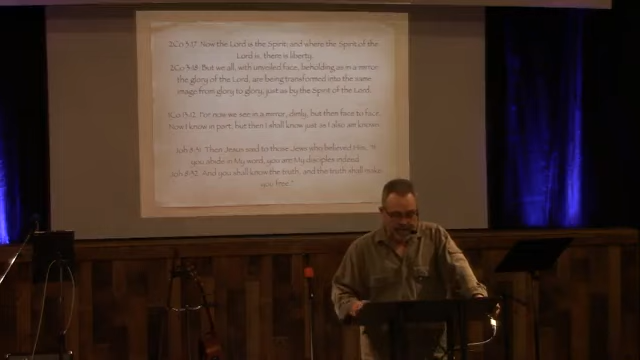 2Co 3:17 Now the Lord is the Spirit; and where the Spirit of the
Lord is, there is liberty.
2Co 3:18 But we all, with unveiled face, beholding as in a mirror
the glory of the Lord, are being transformed into the same
image from glory to glory, just as by the Spirit of the Lord.
1Co 13:12 For now we see in a mirror, dimly, but then face to face.
Now I know in part, but then I shall know just as I also am known.
Joh 8:31 Then Jesus said to those Jews who believed Him, "If
you abide in My word, you are My disciples indeed.
Joh 8:32 And you shall know the truth, and the truth shall make
you free."